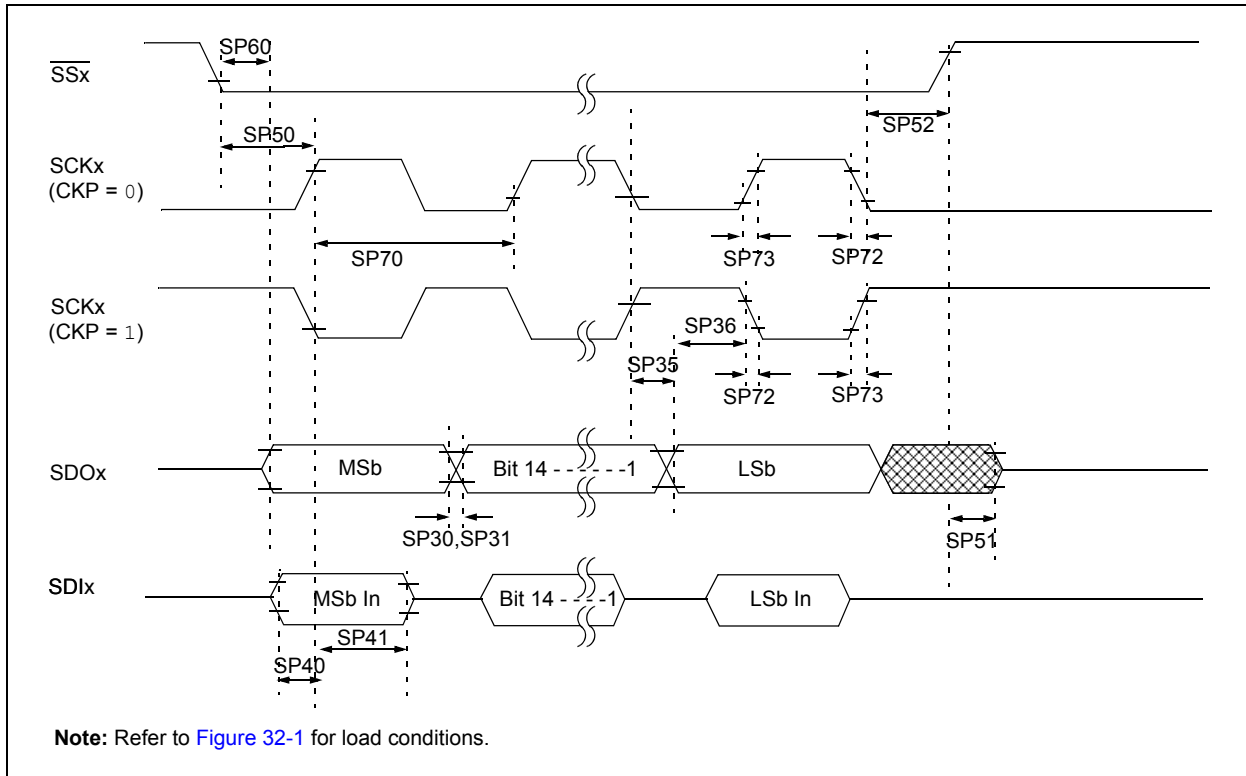 SP60
SSx
SP50
SP52
SCKx
(CKP = 0)
SP70
SP73
SP72
SCKx
(CKP = 1)
SP36
SP35
SP72
SP73
SDOx
MSb
Bit 14 - - - - - -1
LSb
SP30,SP31
SP51
SDIx
MSb In
Bit 14 - - - -1
LSb In
SP41
SP40
Note: Refer to Figure 32-1 for load conditions.